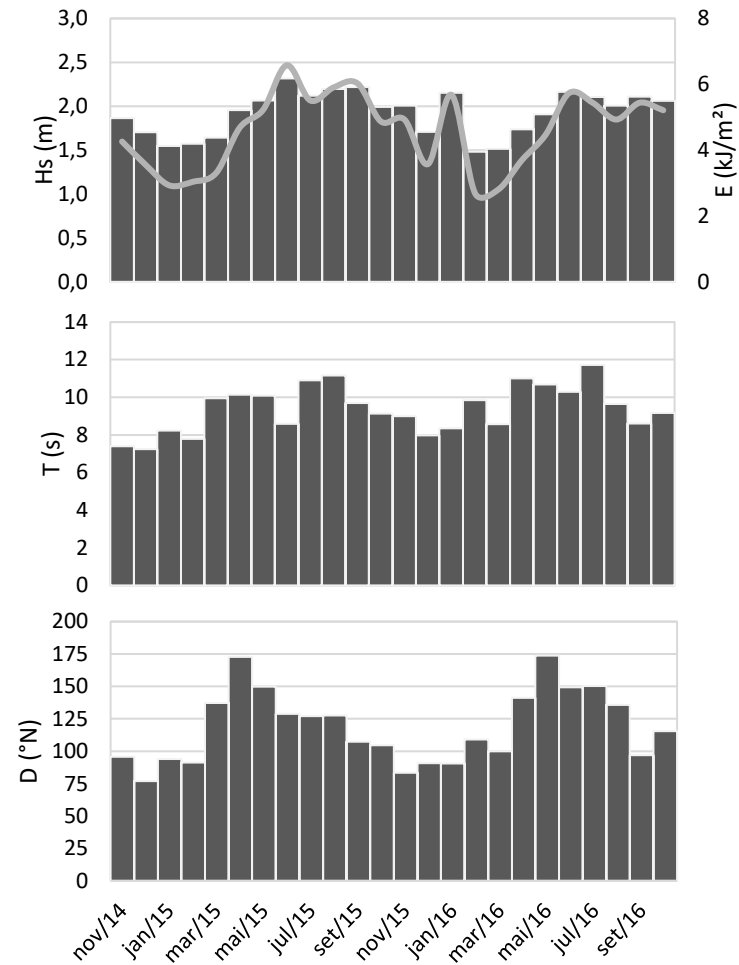 3,0
2,5
2,0
1,5
1,0
0,5
0,0
Hs (m)
8
6
4
2
0
E (kJ/m²)
14
12
10
8
6
4
2
0
T (s)
200
175
150
125
100
75
50
25
0
D (°N)
nov/14
jan/15
mar/15
mai/15
jul/15
set/15
nov/15
jan/16
mar/16
mai/16
jul/16
set/16